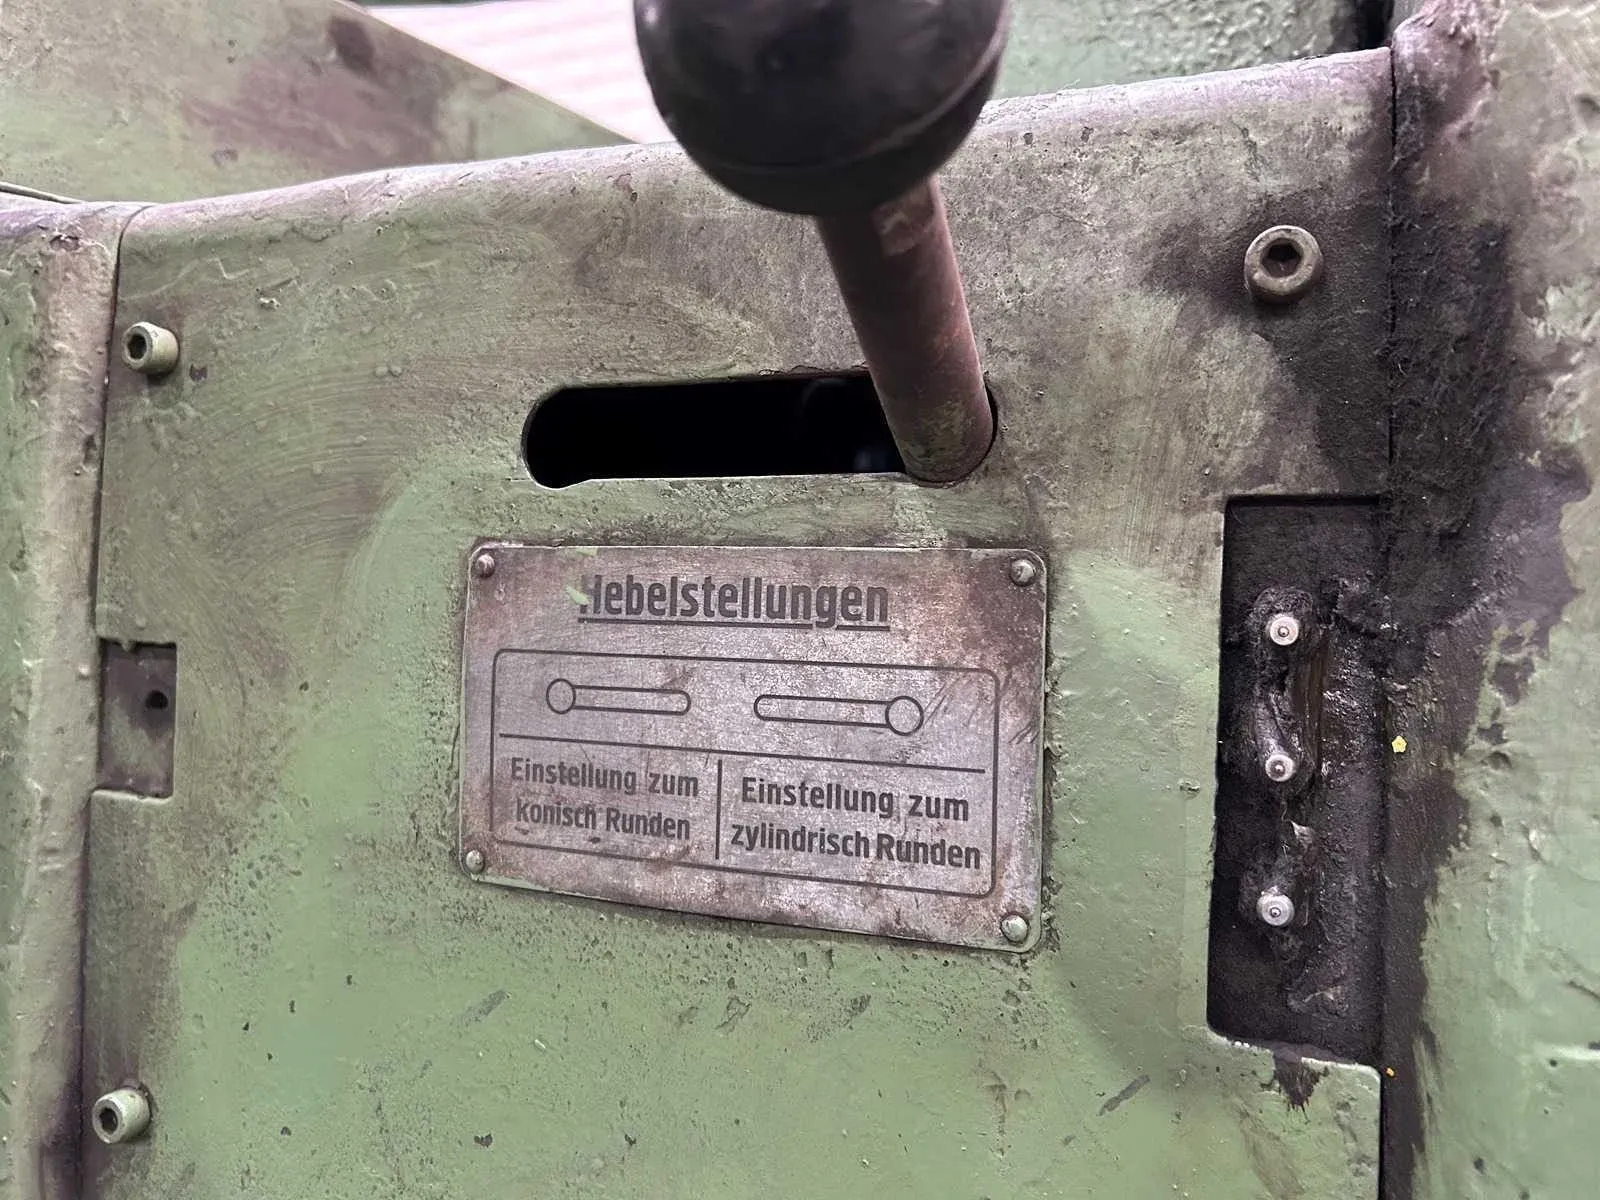 Hebelstellungen
Einstellung zum
konisch Runden
Einstellung zum
zylindrisch Runden